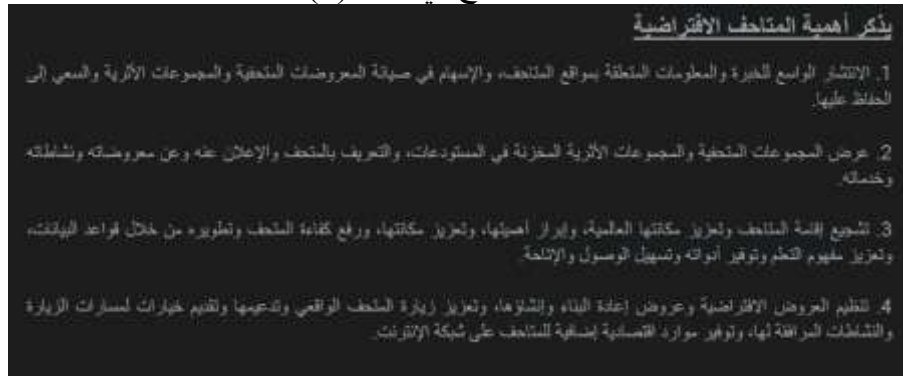 يذكر أهمية المتاحف الافتراضية
1. الانتشار الواسع للخبرة والمعلومات المتعلقة بمواقع المتاحف، والإسهام في صيانة المعروضات المتحفية والمجموعات الأثرية والسعي إلى
الحفاظ عليها.
2. عرض المجموعات المتحفية والمجموعات الأثرية المخزنة في المستودعات، والتعريف بالمتحف والإعلان عنه وعن معروضاته ونشاطاته
وخدماته.
3. تشجيع إقامة المتاحف وتعزيز مكانتها العالمية، وإبراز أهميتها، وتعزيز مكانتها، ورفع كفاءة المتحف وتطويره من خلال قواعد البيانات،
وتعزيز مفهوم التعلم وتوفير أدواته وتسهيل الوصول والإتاحة.
4. تنظيم العروض الافتراضية وعروض إعادة البناء وإنشاؤها، وتعزيز زيارة المتحف الواقعي وتدعيمها وتقديم خيارات لمسارات الزيارة
والنشاطات المرافقة لها، وتوفير موارد اقتصادية إضافية للمتاحف على شبكة الإنترنت.